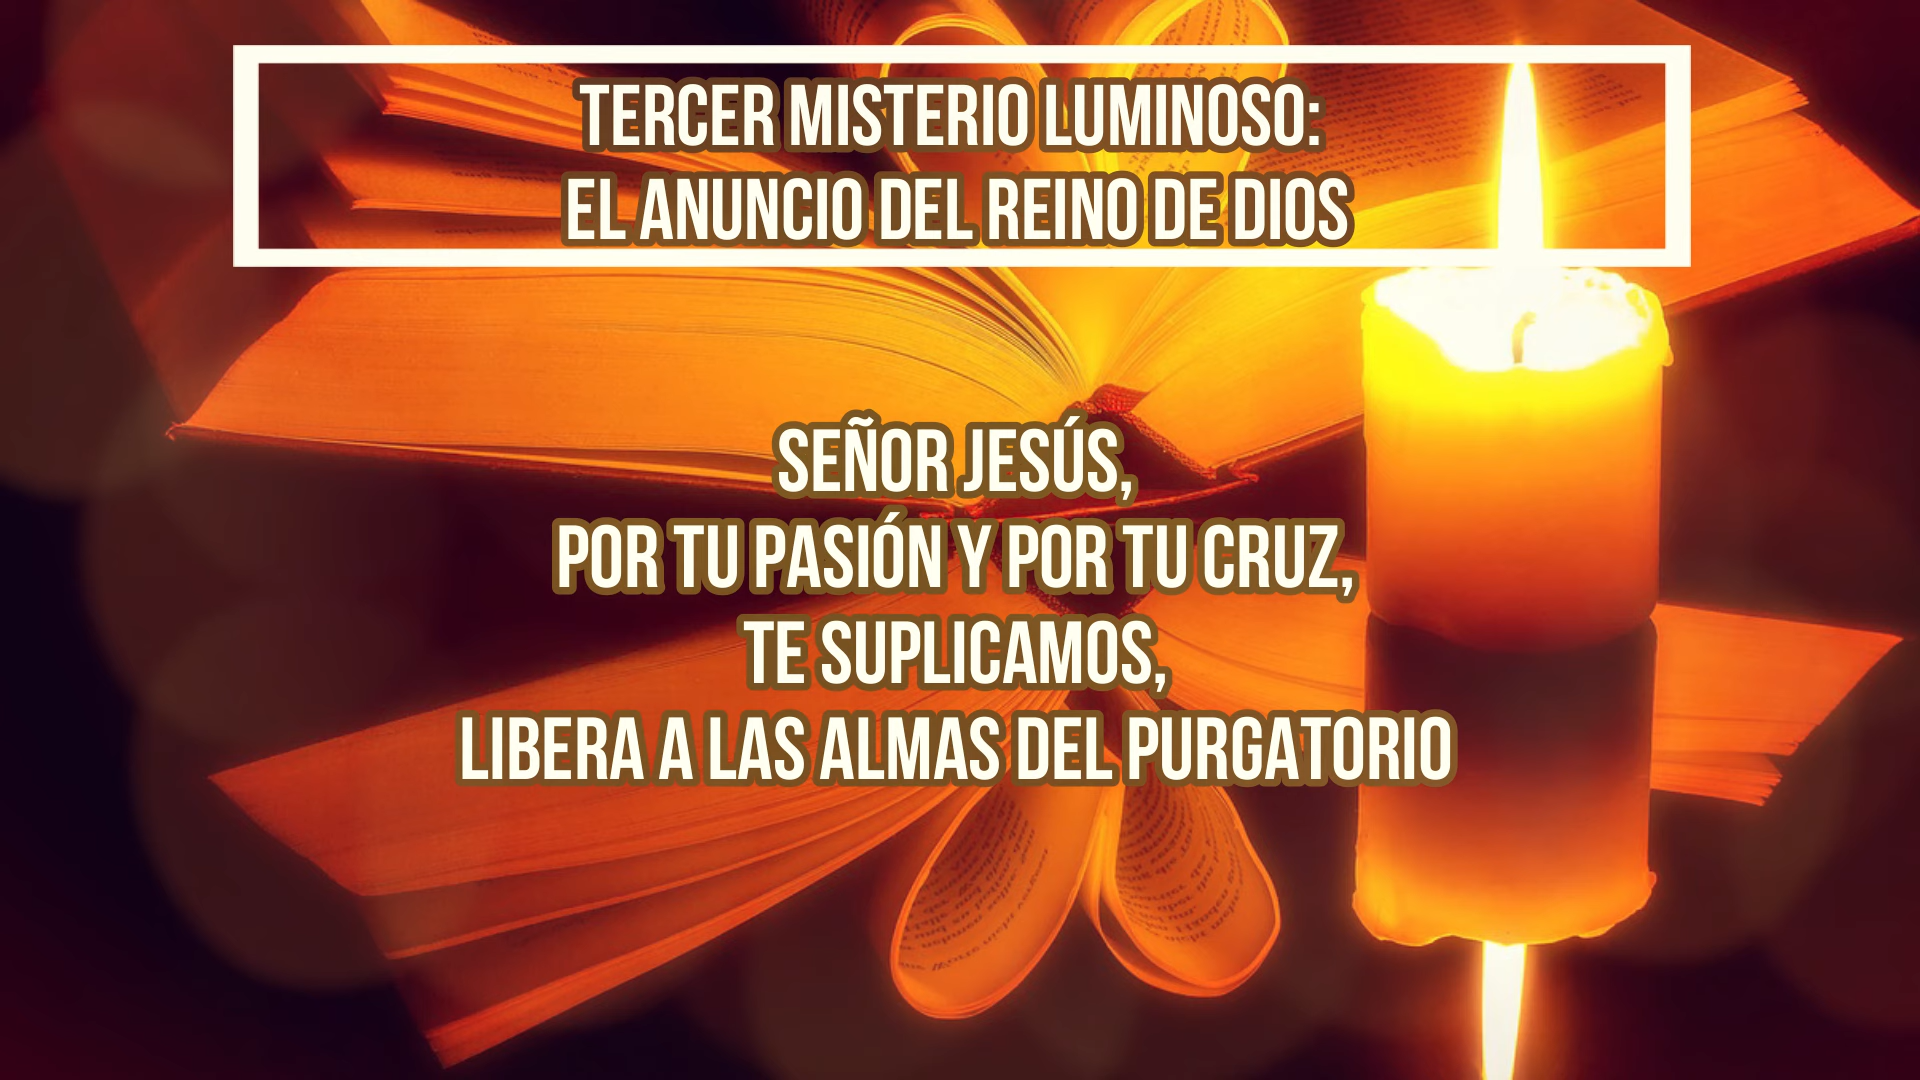 TERCER MISTERIO LUMINOSO:
EL ANUNCIO DEL REINO DE DIOS
SEÑOR JESÚS,
POR TU PASIÓN Y POR TU CRUZ,
TE SUPLICAMOS,
LIBERA A LAS ALMAS DEL PURGATORIO